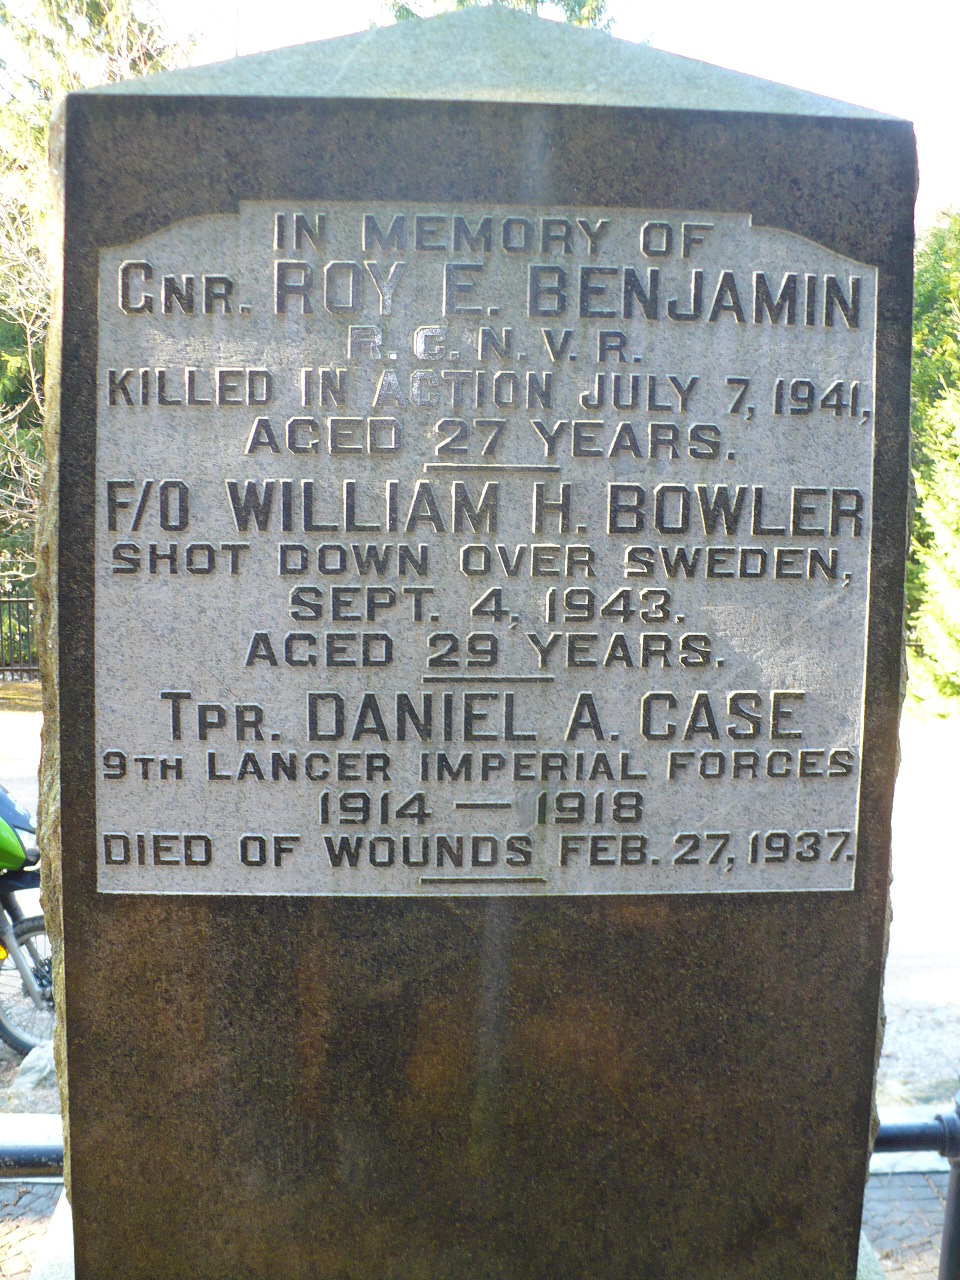 IN MEMORY OF
GNR. ROY E. BENJAMIN
R.C.N.V.R.
KILLED IN ACTION JULY 7, 1941,
AGED 27 YEARS.
F/O WILLIAM H. BOWLER
SHOT DOWN OVER SWEDEN,
SEPT. 4, 1943.
AGED 29 YEARS.
TPR. DANIEL A. CASE
9TH LANCER IMPERIAL FORCES
1914 — 1918
DIED OF WOUNDS FEB. 27, 1937.